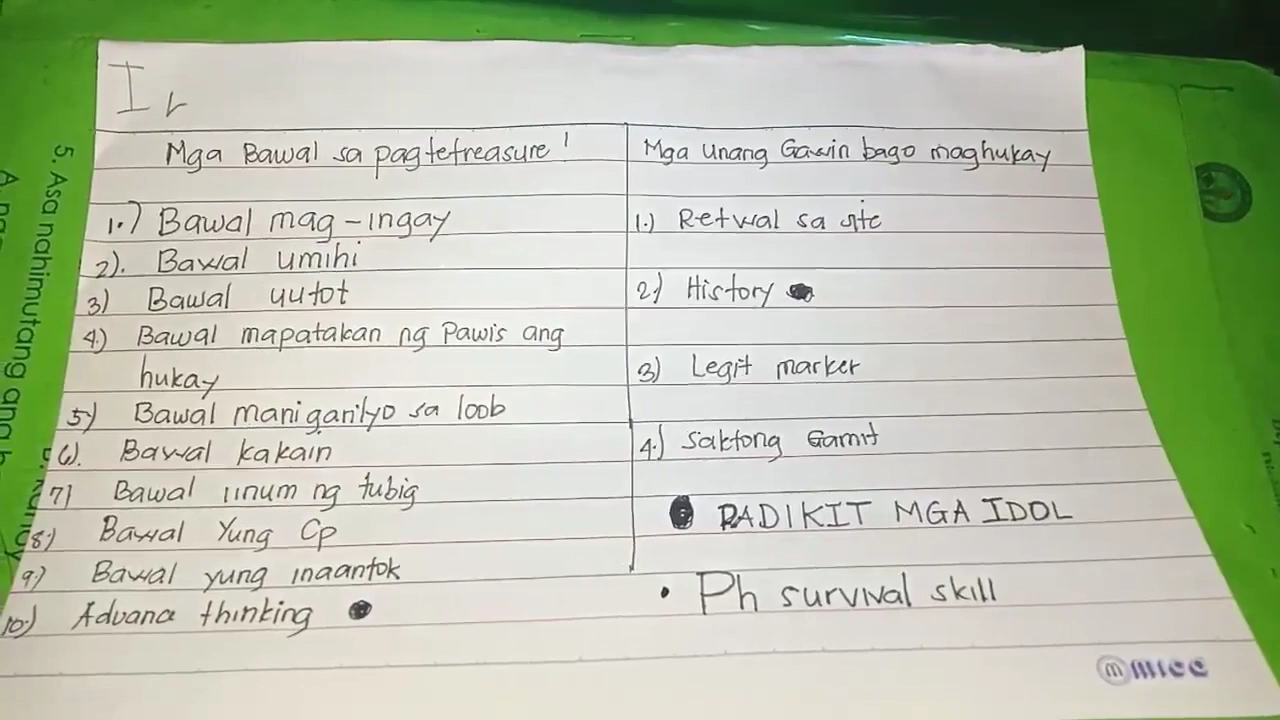 I
Mga Bawal sa pagtetreasure!
1.) Bawal mag-ingay
2). Bawal umihi
3) Bawal uutot
4.) Bawal mapatakan ng Pawis ang
hukay
5) Bawal manigarilyo sa loob
6). Bawal kakain
7) Bawal iinum ng tubig
8.) Bawal Yung Cp
9.) Bawal yung inaantok
10.) Advana thinking
Mga Unang Gawin bago maghukay
1.) Retwal sa site
2.) History
3) Legit marker
4.) Saktong Gamit
PADIKIT MGA IDOL
• Ph survival skill
micc
5. Asa nahimutang ang